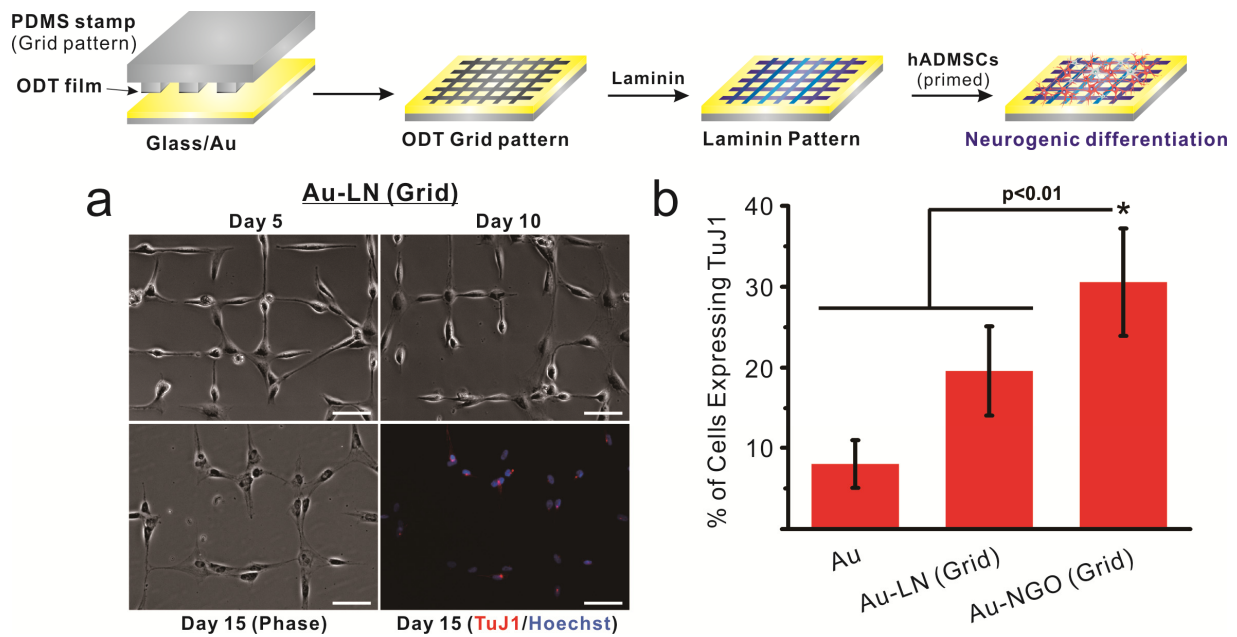 PDMS stamp
(Grid pattern)
ODT film
Glass/Au
ODT Grid pattern
Laminin
Laminin Pattern
hADMSCs
(primed)
Neurogenic differentiation
a
Au-LN (Grid)
Day 5
Day 10
Day 15 (Phase)
Day 15 (TuJ1/Hoechst)
b
% of Cells Expressing TuJ1
40
30
20
10
p<0.01
*
Au
Au-LN (Grid)
Au-NGO (Grid)